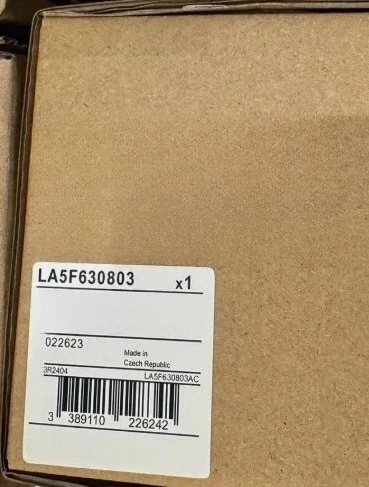 LA5F630803 x1
022623
Made in
Czech Republic
3R2404 LA5F630803AC
3 389110 226242